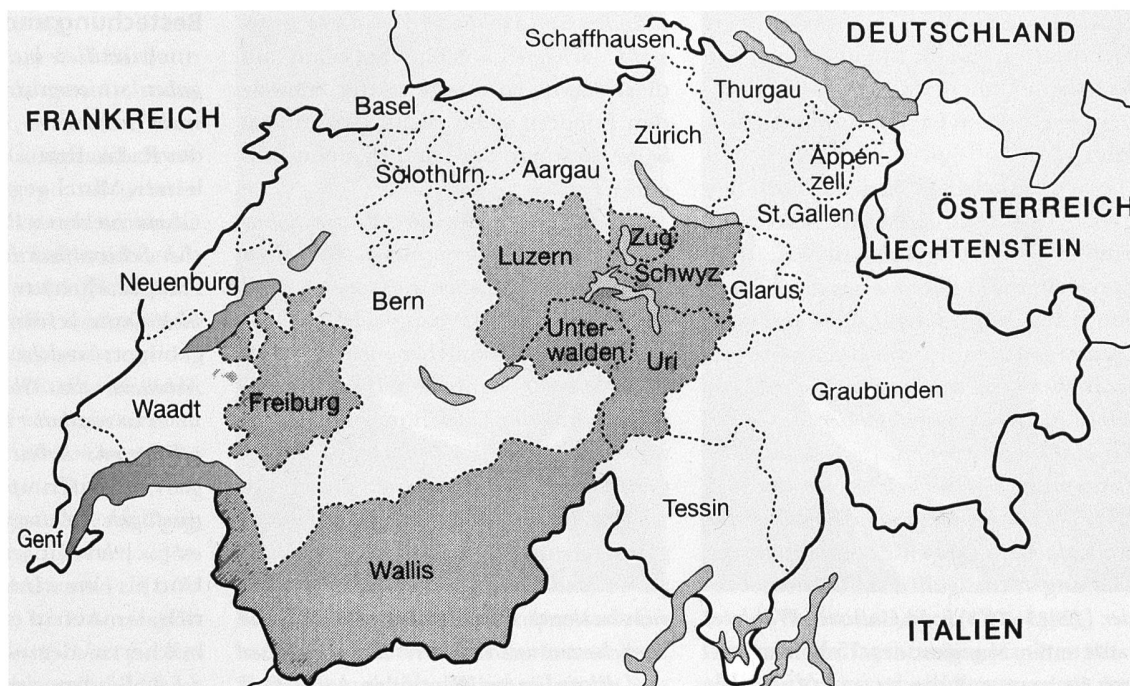 DEUTSCHLAND
Schaffhausen
Thurgau
Basel
FRANKREICH
Zürich
Solothurn
Aargau
Appen-
zell
St.Gallen
ÖSTERREICH
Zug
LIECHTENSTEIN
Luzern
Schwyz
Neuenburg
Glarus
Bern
Unter-
walden
Uri
Graubünden
Waadt
Freiburg
Tessin
Genf
Wallis
ITALIEN